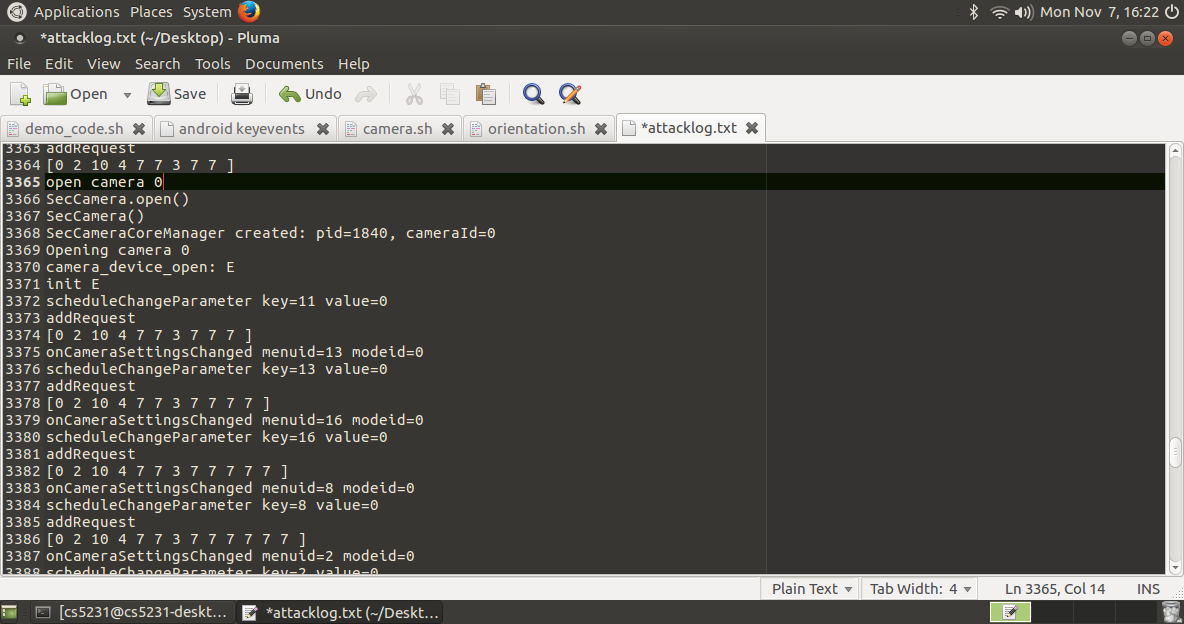 Applications Places System Mon Nov 7, 16:22
*attacklog.txt (~/Desktop) - Pluma
File Edit View Search Tools Documents Help
Open Save Undo
demo_code.sh android keyevents camera.sh orientation.sh *attacklog.txt
3363 addRequest
3364 [0 2 10 4 7 7 3 7 7 ]
3365 open camera 0
3366 SecCamera.open()
3367 SecCamera()
3368 SecCameraCoreManager created: pid=1840, cameraId=0
3369 Opening camera 0
3370 camera_device_open: E
3371 init E
3372 scheduleChangeParameter key=11 value=0
3373 addRequest
3374 [0 2 10 4 7 7 3 7 7 7 ]
3375 onCameraSettingsChanged menuid=13 modeid=0
3376 scheduleChangeParameter key=13 value=0
3377 addRequest
3378 [0 2 10 4 7 7 3 7 7 7 7 ]
3379 onCameraSettingsChanged menuid=16 modeid=0
3380 scheduleChangeParameter key=16 value=0
3381 addRequest
3382 [0 2 10 4 7 7 3 7 7 7 7 7 ]
3383 onCameraSettingsChanged menuid=8 modeid=0
3384 scheduleChangeParameter key=8 value=0
3385 addRequest
3386 [0 2 10 4 7 7 3 7 7 7 7 7 7 ]
3387 onCameraSettingsChanged menuid=2 modeid=0
3388 scheduleChangeParameter key=2 value=0
Plain Text Tab Width: 4 Ln 3365, Col 14 INS
[cs5231@cs5231-deskt... *attacklog.txt (~/Deskt...